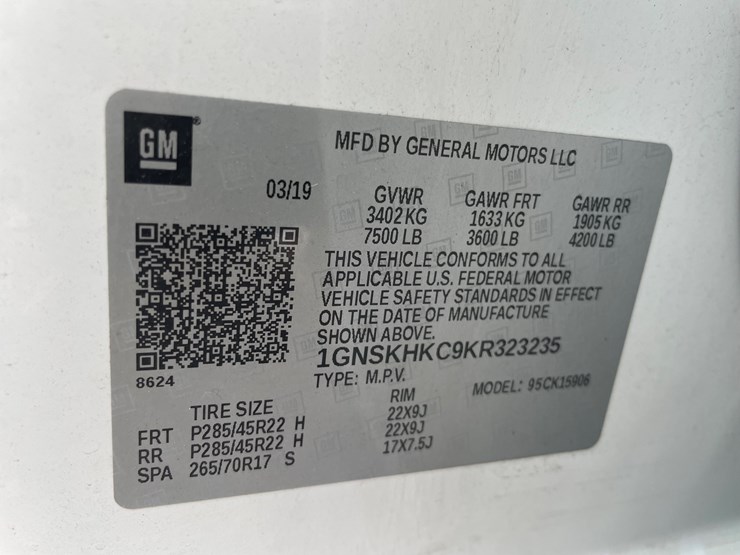 GM
MFD BY GENERAL MOTORS LLC
03/19 GVWR GAWR FRT GAWR RR
3402 KG 1633 KG 1905 KG
7500 LB 3600 LB 4200 LB
THIS VEHICLE CONFORMS TO ALL
APPLICABLE U.S. FEDERAL MOTOR
VEHICLE SAFETY STANDARDS IN EFFECT
ON THE DATE OF MANUFACTURE
SHOWN ABOVE.
1GNSKHKC9KR323235
8624
TYPE: M.P.V. MODEL: 95CK15906
TIRE SIZE RIM
FRT P285/45R22 H 22X9J
RR P285/45R22 H 22X9J
SPA 265/70R17 S 17X7.5J